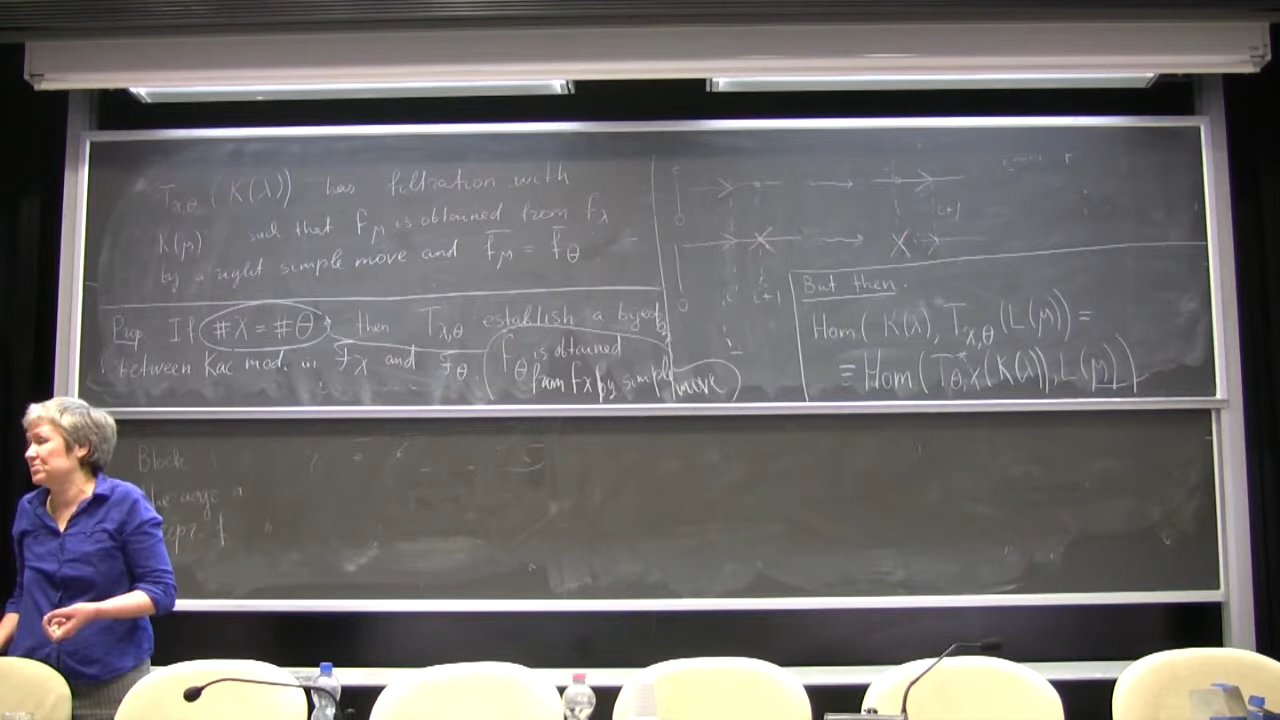 T_{χ,θ} (K(λ)) has filtration with
K(μ) such that f_μ is obtained from f_λ
by a right simple move and \bar{f}_μ = \bar{f}_θ
Prop If #χ = #θ, then T_{χ,θ} establish a
between Kac mod. in F_χ and F_θ.
f_θ is obtained
from f_χ by simple move
i+1
i i+1
But then.
Hom( K(λ), T_{χ,θ}(L(μ)) =
= Hom(T*_{θ,χ}(K(λ)), L(μ))
Block